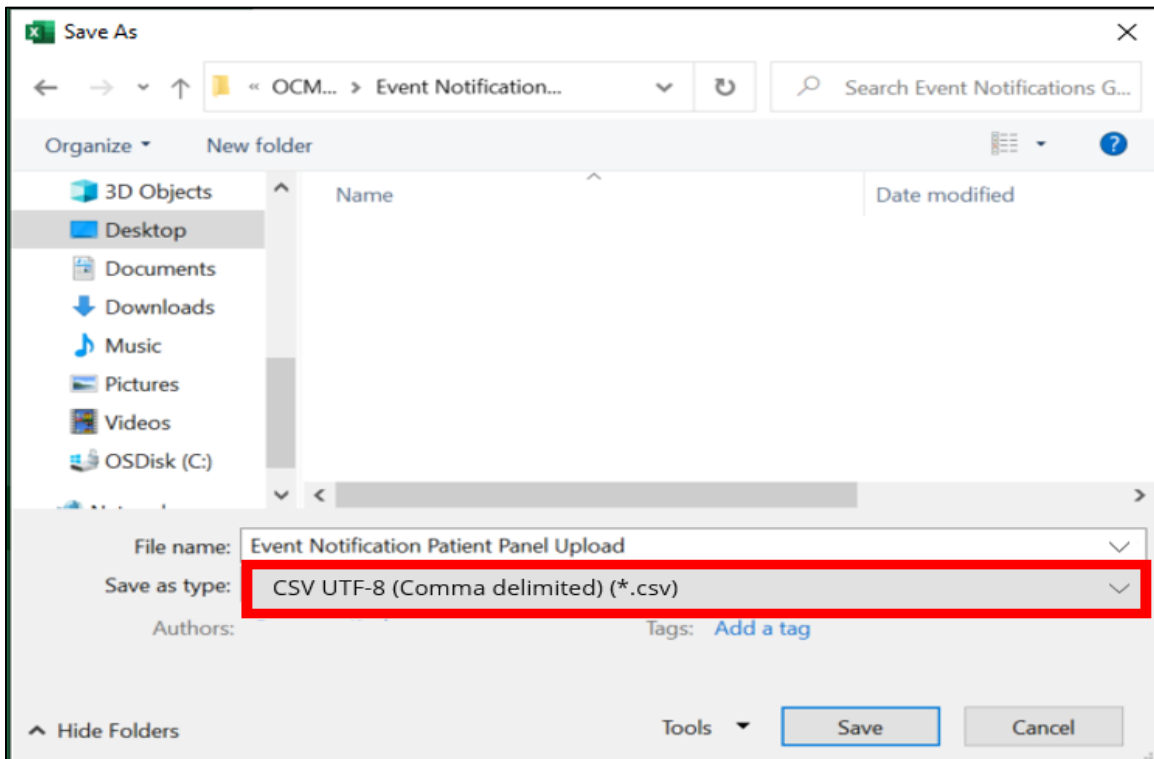 Save As
« OCM... > Event Notification...
Search Event Notifications G...
Organize
New folder
3D Objects
Desktop
Documents
Downloads
Music
Pictures
Videos
OSDisk (C:)
Name
Date modified
File name: Event Notification Patient Panel Upload
Save as type: CSV UTF-8 (Comma delimited) (*.csv)
Authors:
Tags: Add a tag
Hide Folders
Tools
Save
Cancel